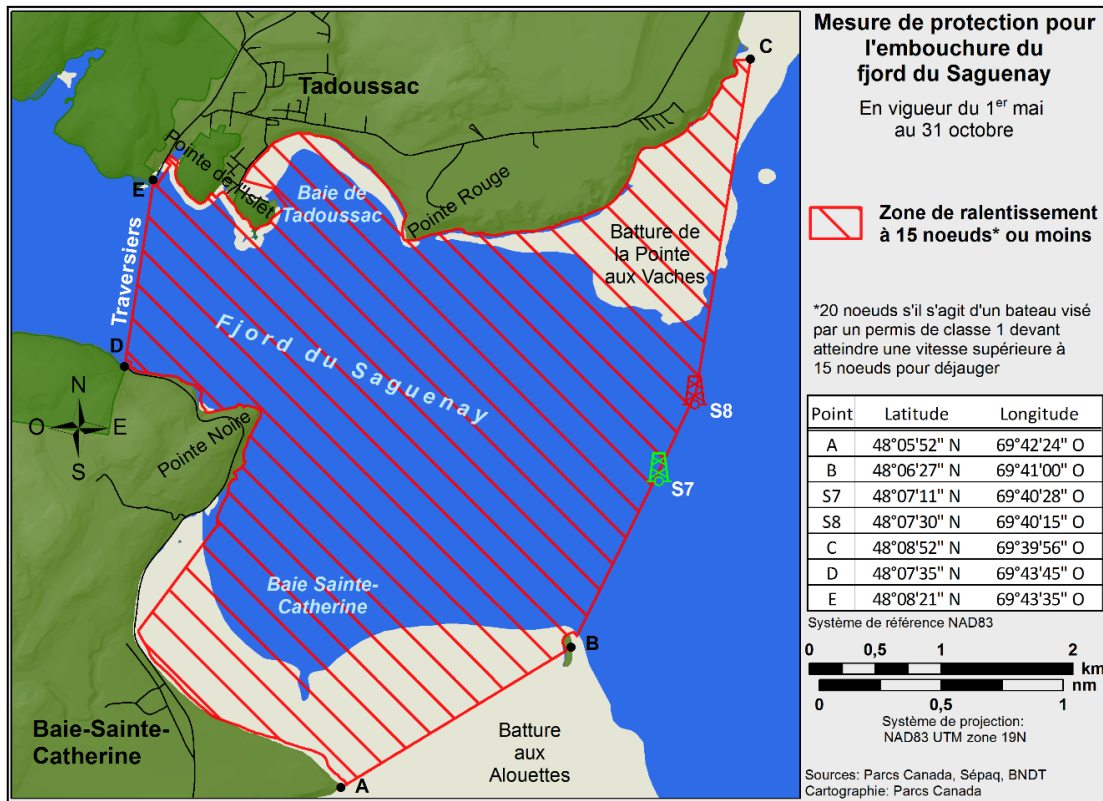 Mesure de protection pour
l'embouchure du
fjord du Saguenay
En vigueur du 1er mai
au 31 octobre
Zone de ralentissement
à 15 noeuds* ou moins
*20 noeuds s'il s'agit d'un bateau visé
par un permis de classe 1 devant
atteindre une vitesse supérieure à
15 noeuds pour déjauger
Point Latitude Longitude
A 48°05'52" N 69°42'24" O
B 48°06'27" N 69°41'00" O
S7 48°07'11" N 69°40'28" O
S8 48°07'30" N 69°40'15" O
C 48°08'52" N 69°39'56" O
D 48°07'35" N 69°43'45" O
E 48°08'21" N 69°43'35" O
Système de référence NAD83
0 0,5 1 2
km
nm
0 0,5 1
Système de projection:
NAD83 UTM zone 19N
Sources: Parcs Canada, Sépaq, BNDT
Cartographie: Parcs Canada
C
Tadoussac
Pointe de l'Islet
E
Baie de
Tadoussac
Pointe Rouge
Batture de
la Pointe
aux Vaches
Traversiers
Fjord du Saguenay
D
N
O E
S
Pointe Noire
S8
S7
Baie Sainte-
Catherine
B
Baie-Sainte-
Catherine
Batture
aux
Alouettes
A